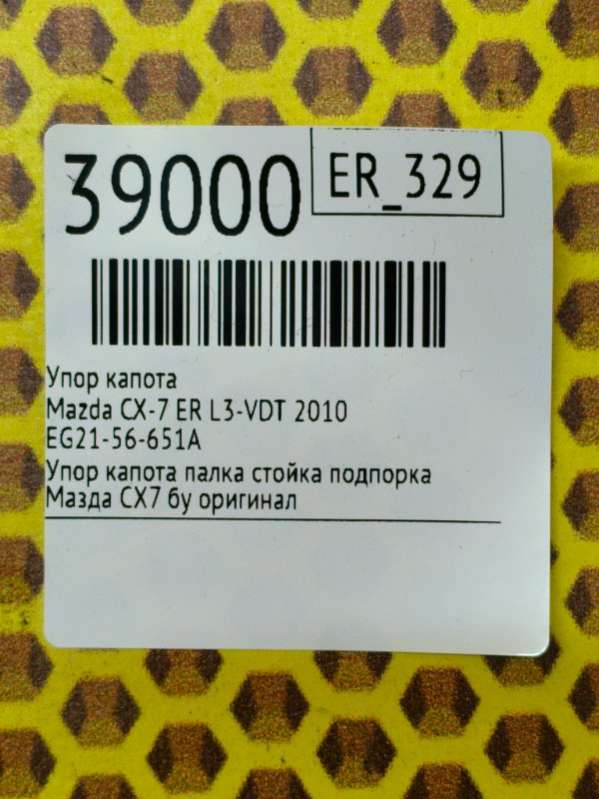 39000
ER_329
Упор капота
Mazda CX-7 ER L3-VDT 2010
EG21-56-651A
Упор капота палка стойка подпорка
Мазда СХ7 бу оригинал